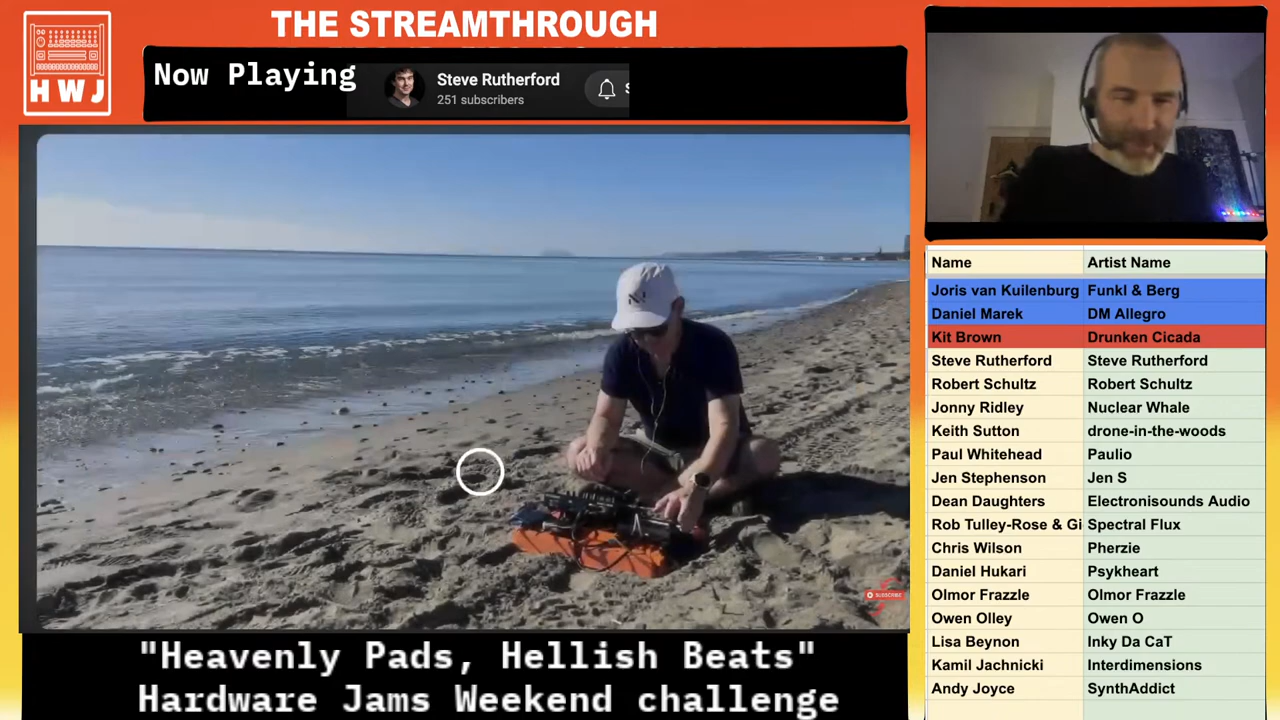 THE STREAMTHROUGH
HWJ
Now Playing
Steve Rutherford
251 subscribers
SUBSCRIBE
"Heavenly Pads, Hellish Beats"
Hardware Jams Weekend challenge
Name Artist Name
Joris van Kuilenburg Funkl & Berg
Daniel Marek DM Allegro
Kit Brown Drunken Cicada
Steve Rutherford Steve Rutherford
Robert Schultz Robert Schultz
Jonny Ridley Nuclear Whale
Keith Sutton drone-in-the-woods
Paul Whitehead Paulio
Jen Stephenson Jen S
Dean Daughters Electronisounds Audio
Rob Tulley-Rose & Gi Spectral Flux
Chris Wilson Pherzie
Daniel Hukari Psykheart
Olmor Frazzle Olmor Frazzle
Owen Olley Owen O
Lisa Beynon Inky Da CaT
Kamil Jachnicki Interdimensions
Andy Joyce SynthAddict